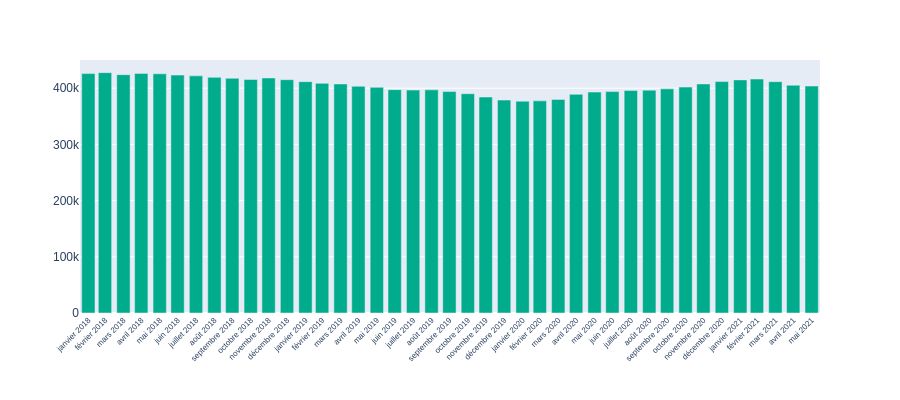 400k
300k
200k
100k
0
janvier 2018
février 2018
mars 2018
avril 2018
mai 2018
juin 2018
juillet 2018
août 2018
septembre 2018
octobre 2018
novembre 2018
décembre 2018
janvier 2019
février 2019
mars 2019
avril 2019
mai 2019
juin 2019
juillet 2019
août 2019
septembre 2019
octobre 2019
novembre 2019
décembre 2019
janvier 2020
février 2020
mars 2020
avril 2020
mai 2020
juin 2020
juillet 2020
août 2020
septembre 2020
octobre 2020
novembre 2020
décembre 2020
janvier 2021
février 2021
mars 2021
avril 2021
mai 2021